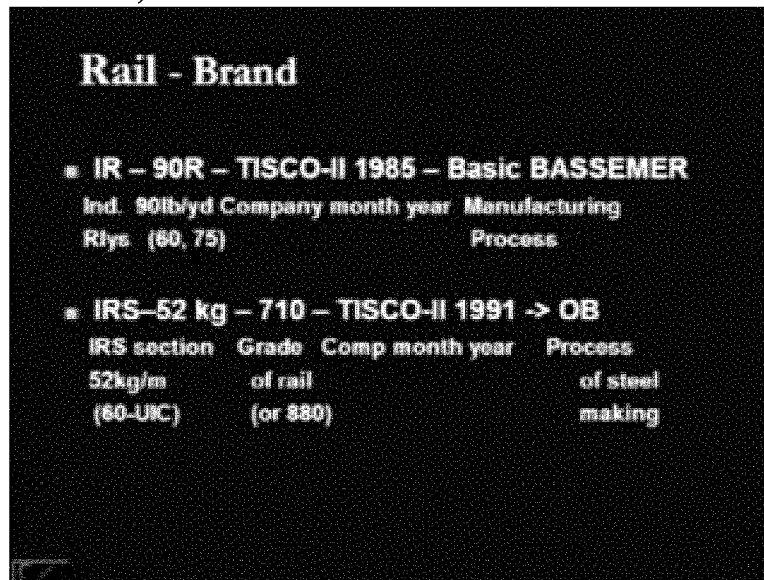 Rail - Brand
▪ IR – 90R – TISCO-II 1985 – Basic BASSEMER
Ind. 90lb/yd Company month year Manufacturing
Rlys (60, 75) Process
▪ IRS–52 kg – 710 – TISCO-II 1991 -> OB
IRS section Grade Comp month year Process
52kg/m of rail of steel
(60-UIC) (or 880) making